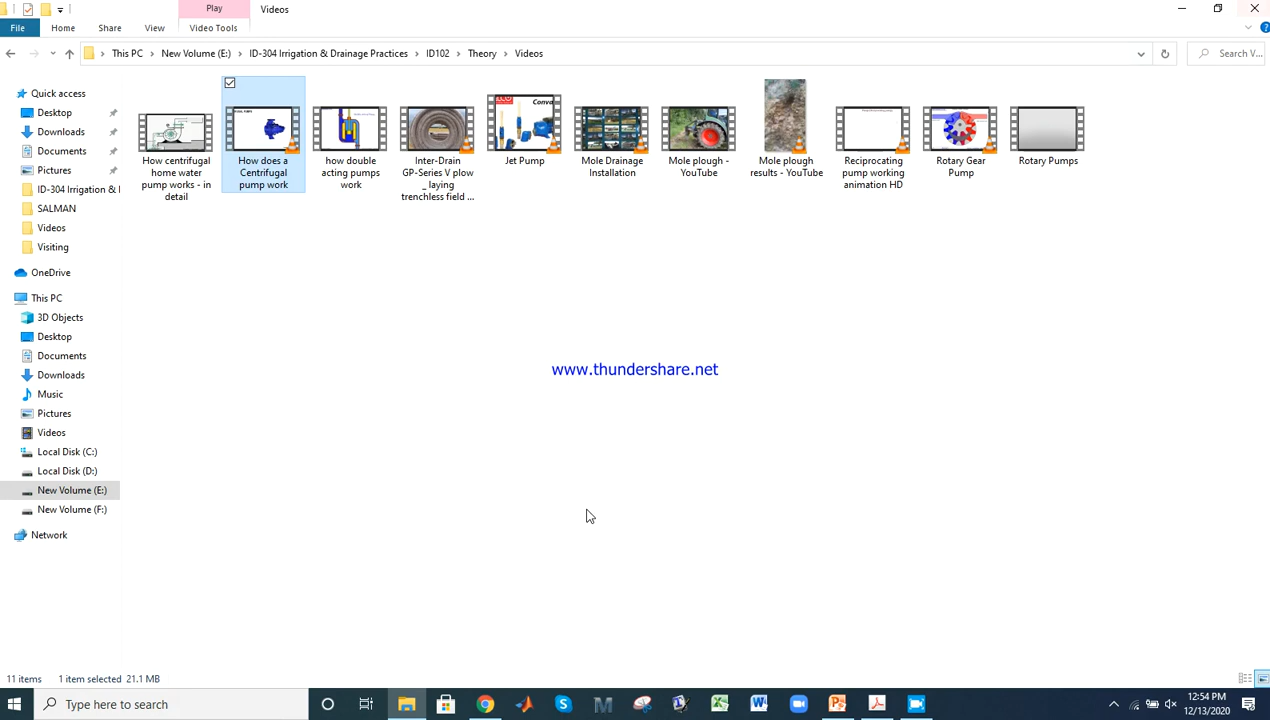 Play
Videos
File
Home
Share
View
Video Tools
This PC
New Volume (E:)
ID-304 Irrigation & Drainage Practices
ID102
Theory
Videos
Search V...
Quick access
Desktop
Downloads
Documents
Pictures
ID-304 Irrigation & I
SALMAN
Videos
Visiting
OneDrive
This PC
3D Objects
Desktop
Documents
Downloads
Music
Pictures
Videos
Local Disk (C:)
Local Disk (D:)
New Volume (E:)
New Volume (F:)
Network
How centrifugal
home water
pump works - in
detail
How does a
Centrifugal
pump work
how double
acting pumps
work
Inter-Drain
GP-Series V plow
_ laying
trenchless field ...
Jet Pump
Mole Drainage
Installation
Mole plough -
YouTube
Mole plough
results - YouTube
Reciprocating
pump working
animation HD
Rotary Gear
Pump
Rotary Pumps
www.thundershare.net
11 items
1 item selected 21.1 MB
Type here to search
12:54 PM
12/13/2020